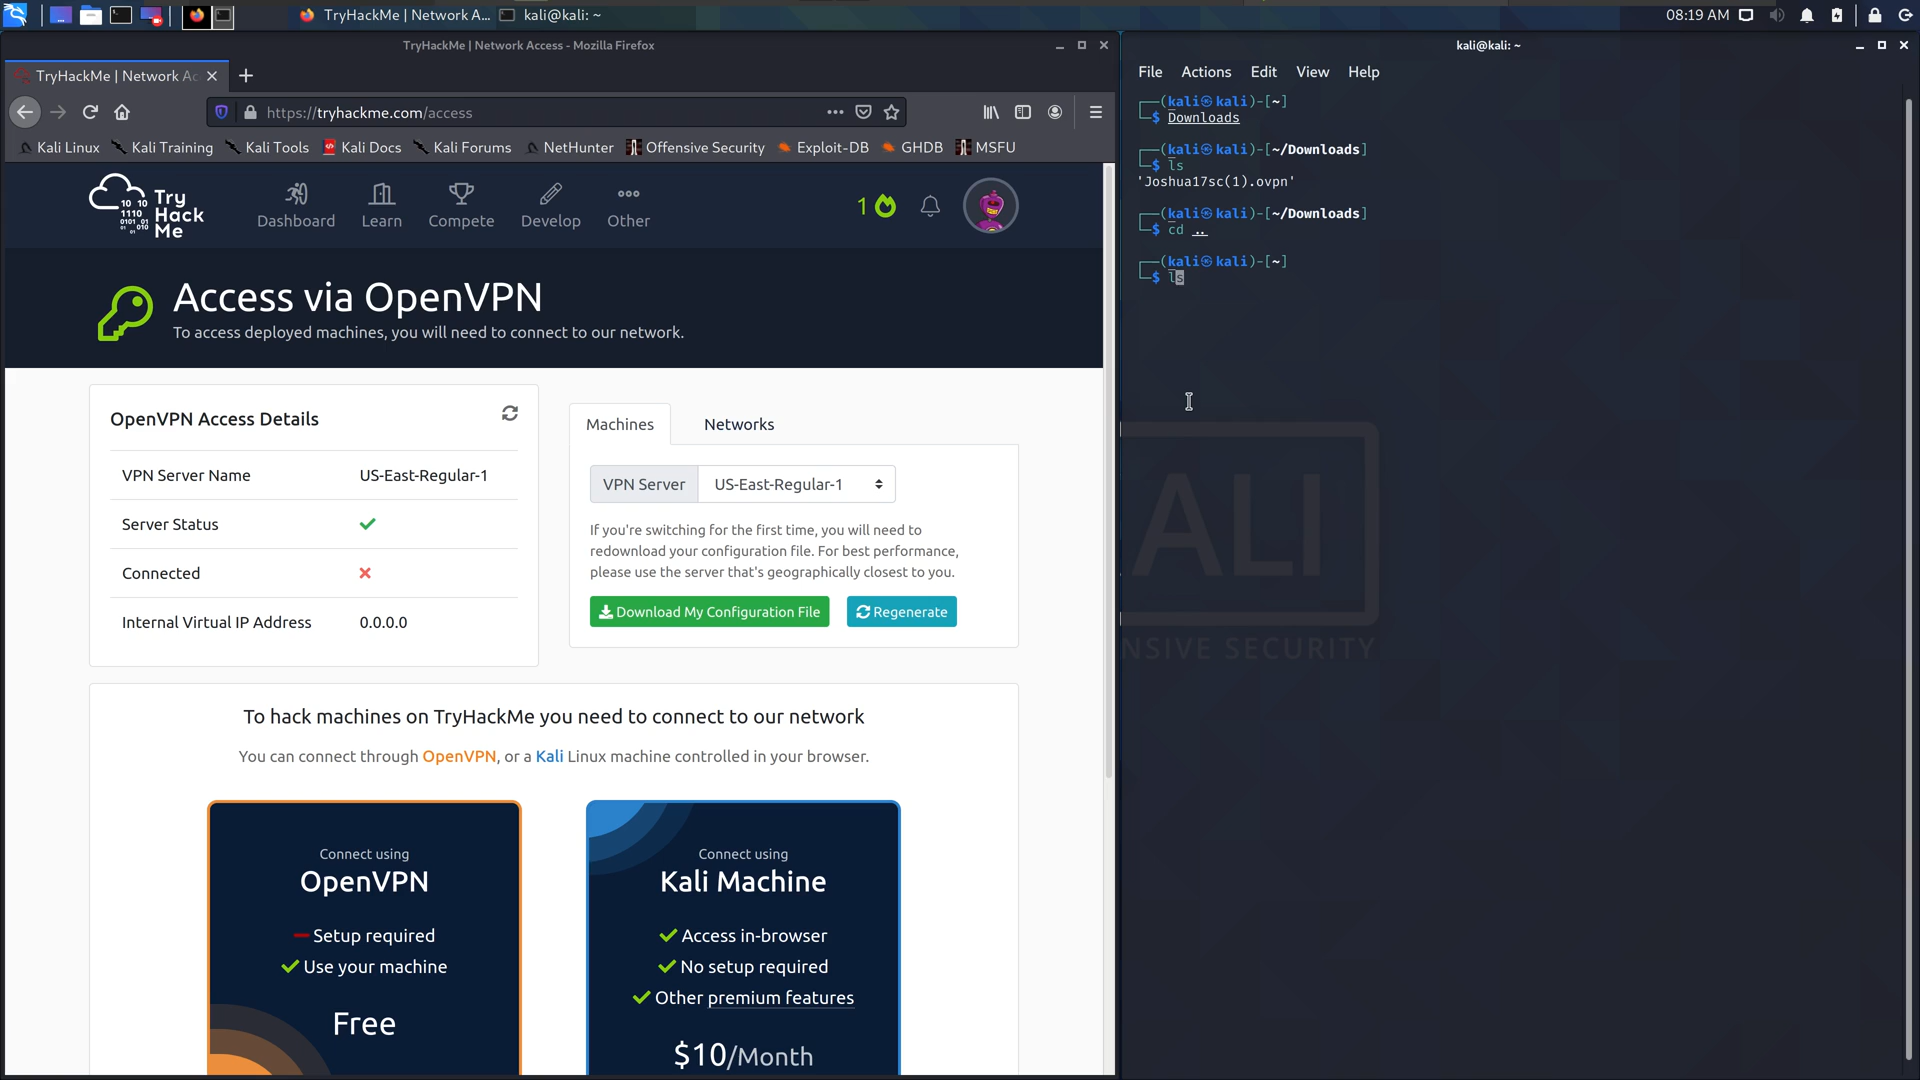 TryHackMe | Network A...
kali@kali: ~
08:19 AM
TryHackMe | Network Access - Mozilla Firefox
TryHackMe | Network Ac
https://tryhackme.com/access
Kali Linux
Kali Training
Kali Tools
Kali Docs
Kali Forums
NetHunter
Offensive Security
Exploit-DB
GHDB
MSFU
Try
Hack
Me
10 10
1110
0101 01
010
Dashboard
Learn
Compete
Develop
Other
1
Access via OpenVPN
To access deployed machines, you will need to connect to our network.
OpenVPN Access Details
VPN Server Name US-East-Regular-1
Server Status
Connected
Internal Virtual IP Address 0.0.0.0
Machines
Networks
VPN Server US-East-Regular-1
If you're switching for the first time, you will need to
redownload your configuration file. For best performance,
please use the server that's geographically closest to you.
Download My Configuration File
Regenerate
To hack machines on TryHackMe you need to connect to our network
You can connect through OpenVPN, or a Kali Linux machine controlled in your browser.
Connect using
OpenVPN
Setup required
Use your machine
Free
Connect using
Kali Machine
Access in-browser
No setup required
Other premium features
$10/Month
kali@kali: ~
File Actions Edit View Help
(kali㉿kali)-[~]
$ Downloads
(kali㉿kali)-[~/Downloads]
$ ls
'Joshua17sc(1).ovpn'
(kali㉿kali)-[~/Downloads]
$ cd ..
(kali㉿kali)-[~]
$ ls
ALI
NSIVE SECURITY